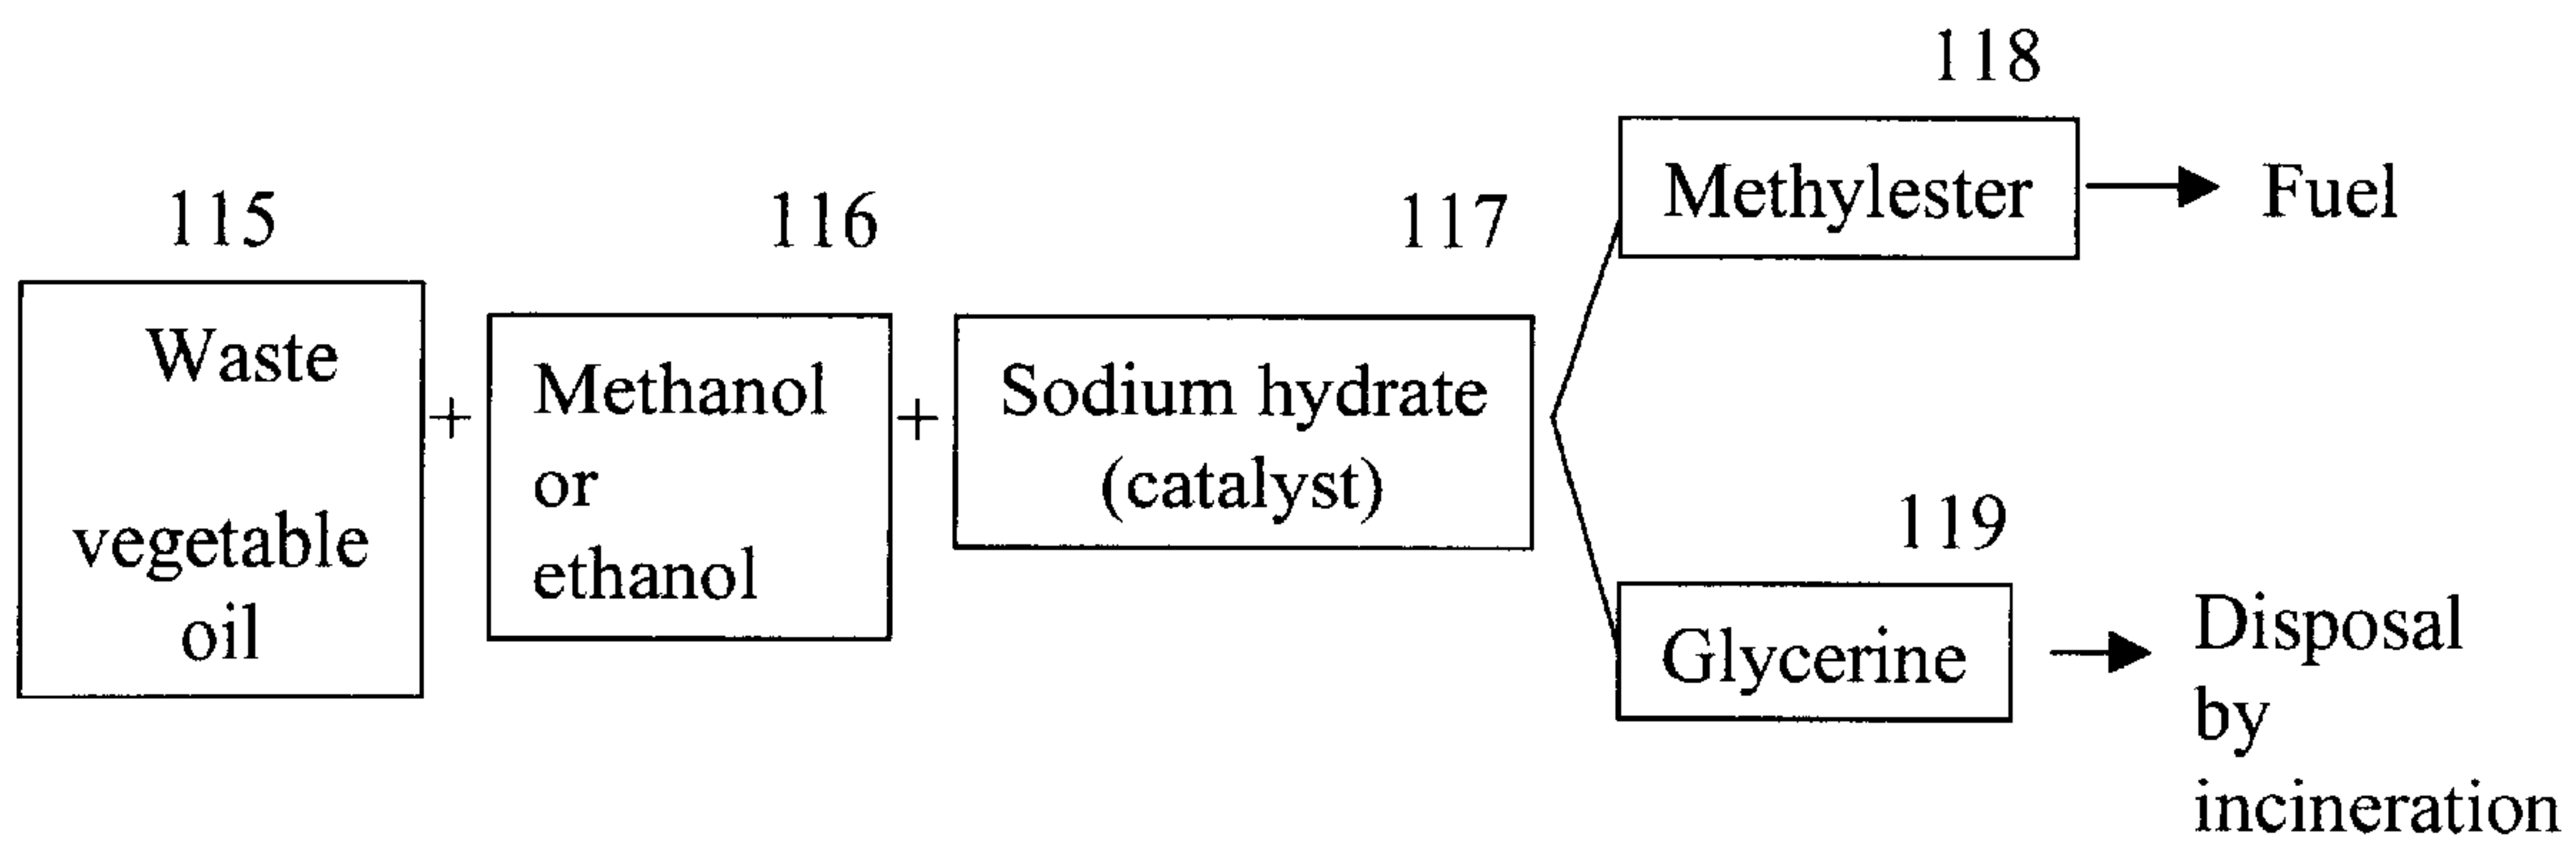 115
Waste
vegetable
oil
+
116
Methanol
or
ethanol
+
117
Sodium hydrate
(catalyst)
118
Methylester
Fuel
119
Glycerine
Disposal
by
incineration